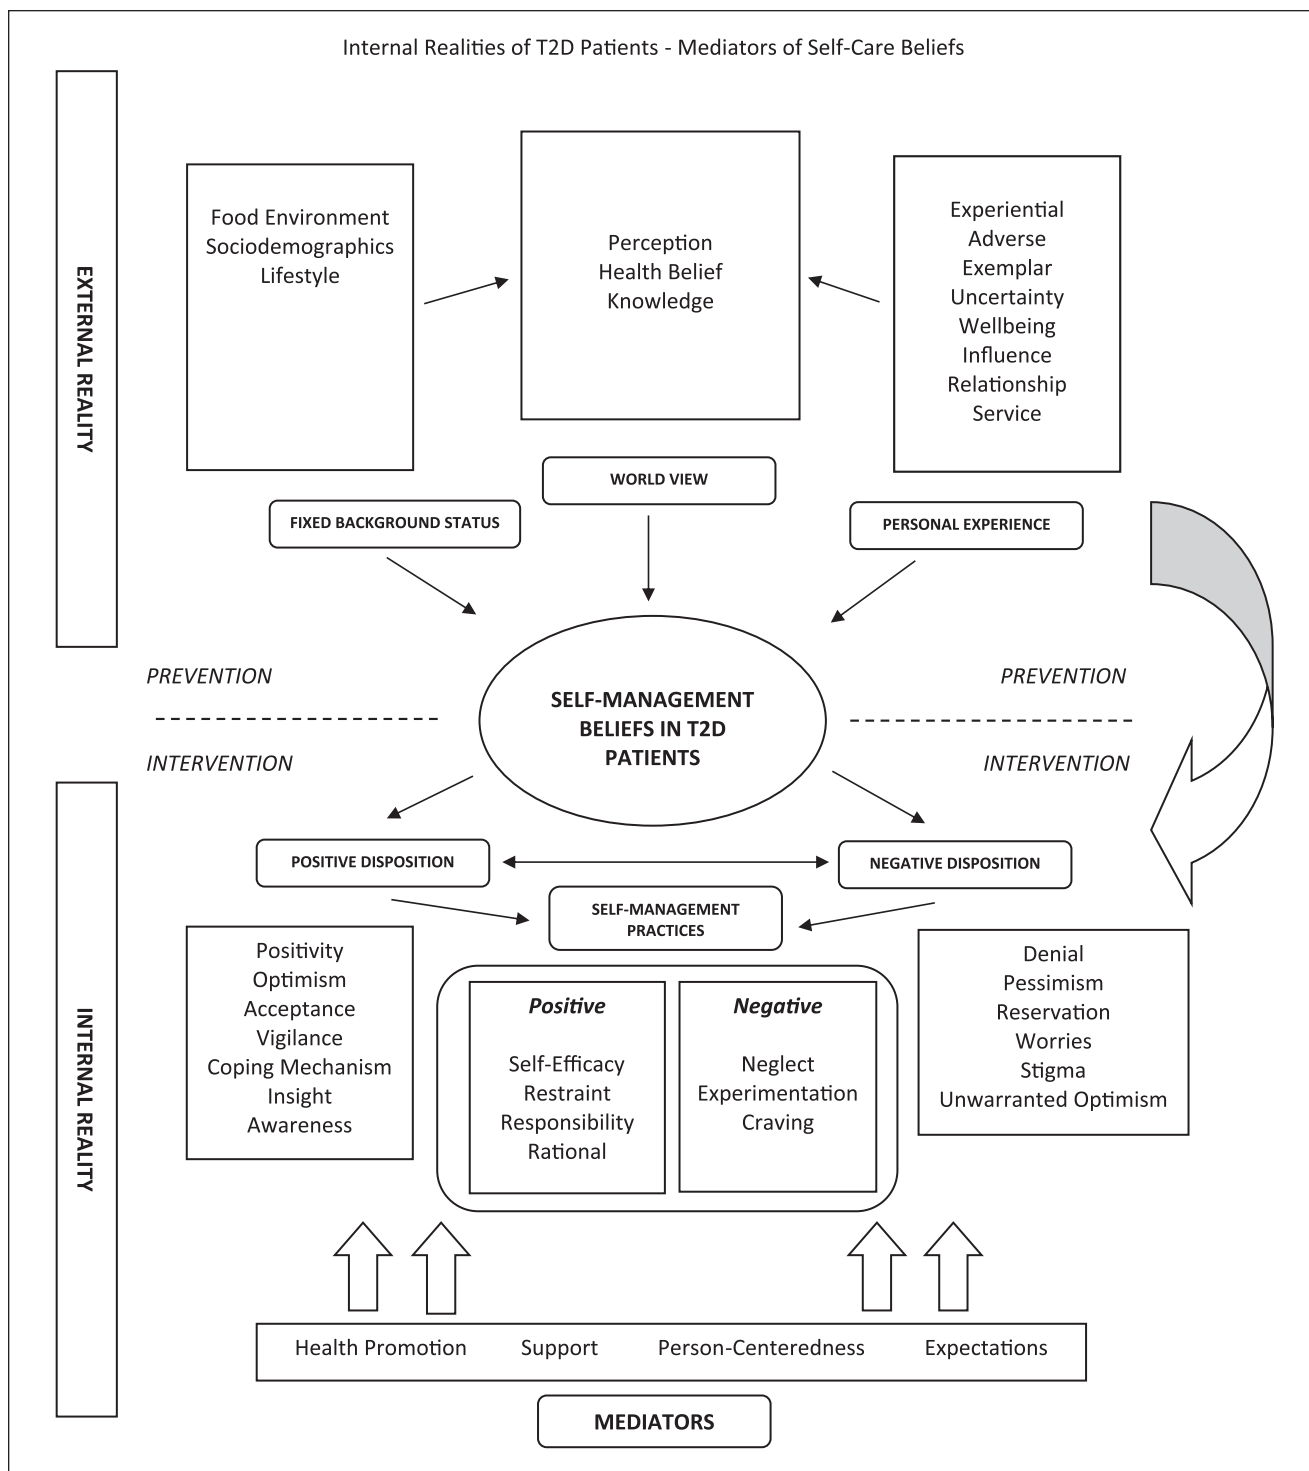 Internal Realities of T2D Patients - Mediators of Self-Care Beliefs
EXTERNAL REALITY
Food Environment
Sociodemographics
Lifestyle
Perception
Health Belief
Knowledge
Experiential
Adverse
Exemplar
Uncertainty
Wellbeing
Influence
Relationship
Service
FIXED BACKGROUND STATUS
WORLD VIEW
PERSONAL EXPERIENCE
PREVENTION
PREVENTION
SELF-MANAGEMENT
BELIEFS IN T2D
PATIENTS
INTERVENTION
INTERVENTION
INTERNAL REALITY
POSITIVE DISPOSITION
NEGATIVE DISPOSITION
SELF-MANAGEMENT
PRACTICES
Positivity
Optimism
Acceptance
Vigilance
Coping Mechanism
Insight
Awareness
Positive
Self-Efficacy
Restraint
Responsibility
Rational
Negative
Neglect
Experimentation
Craving
Denial
Pessimism
Reservation
Worries
Stigma
Unwarranted Optimism
Health Promotion Support Person-Centeredness Expectations
MEDIATORS